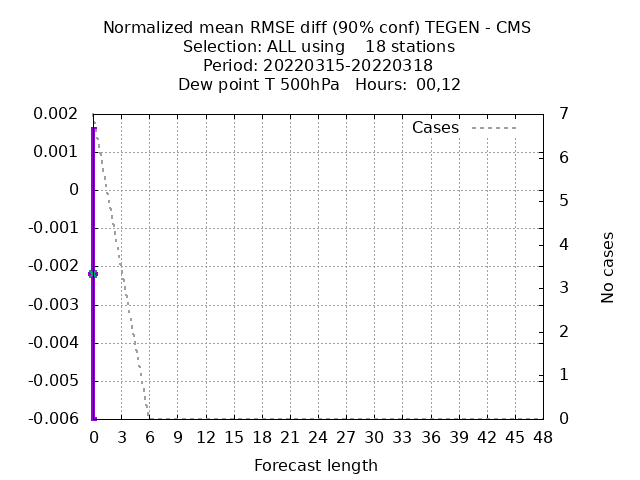 Normalized mean RMSE diff (90% conf) TEGEN - CMS
Selection: ALL using    18 stations
Period: 20220315-20220318
Dew point T 500hPa   Hours: 00,12
Cases
0.002
0.001
0
-0.001
-0.002
-0.003
-0.004
-0.005
-0.006
7
6
5
4
3
2
1
0
No cases
0 3 6 9 12 15 18 21 24 27 30 33 36 39 42 45 48
Forecast length